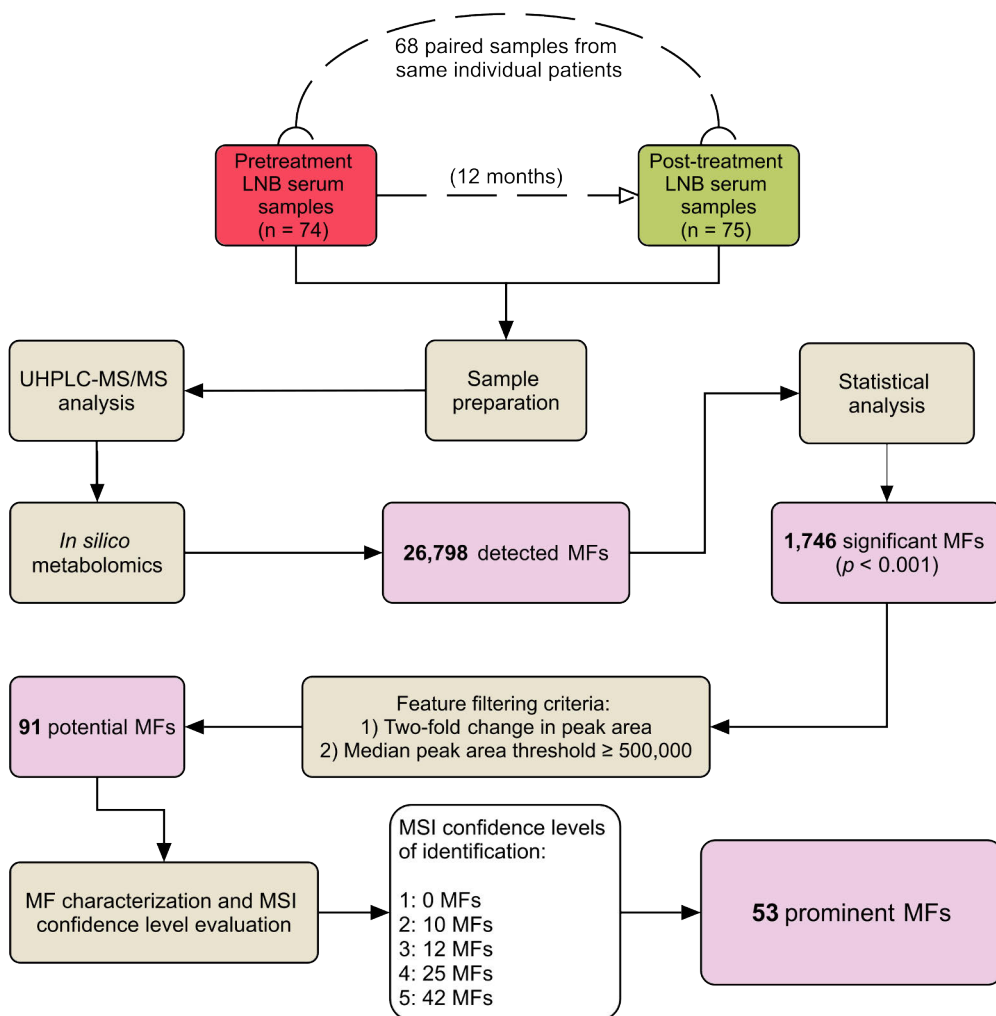 68 paired samples from
same individual patients
Pretreatment
LNB serum
samples
(n = 74)
(12 months)
Post-treatment
LNB serum
samples
(n = 75)
UHPLC-MS/MS
analysis
Sample
preparation
Statistical
analysis
In silico
metabolomics
26,798 detected MFs
1,746 significant MFs
(p < 0.001)
91 potential MFs
Feature filtering criteria:
1) Two-fold change in peak area
2) Median peak area threshold ≥ 500,000
MF characterization and MSI
confidence level evaluation
MSI confidence levels
of identification:
1: 0 MFs
2: 10 MFs
3: 12 MFs
4: 25 MFs
5: 42 MFs
53 prominent MFs